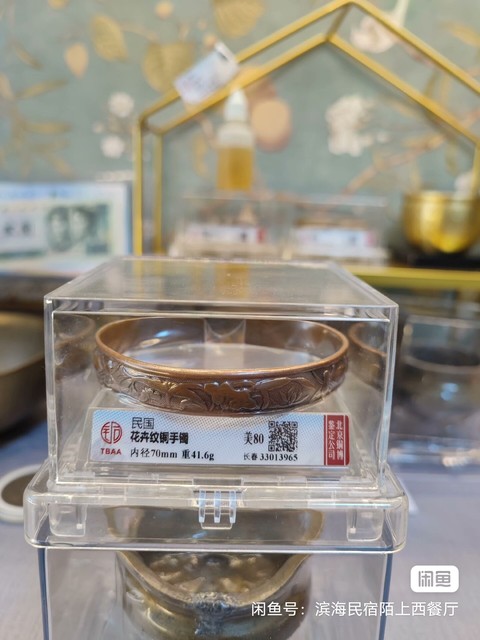 民国
花卉纹铜手镯
内径70mm 重41.6g
TBAA
美80
长春 33013965
北京铜博
鉴定公司
闲鱼
闲鱼号：滨海民宿陌上西餐厅